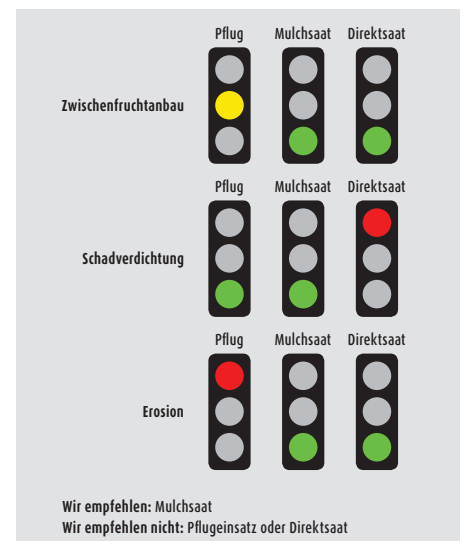 Pflug Mulchsaat Direktsaat
Zwischenfruchtanbau
Pflug Mulchsaat Direktsaat
Schadverdichtung
Pflug Mulchsaat Direktsaat
Erosion
Wir empfehlen: Mulchsaat
Wir empfehlen nicht: Pflugeinsatz oder Direktsaat